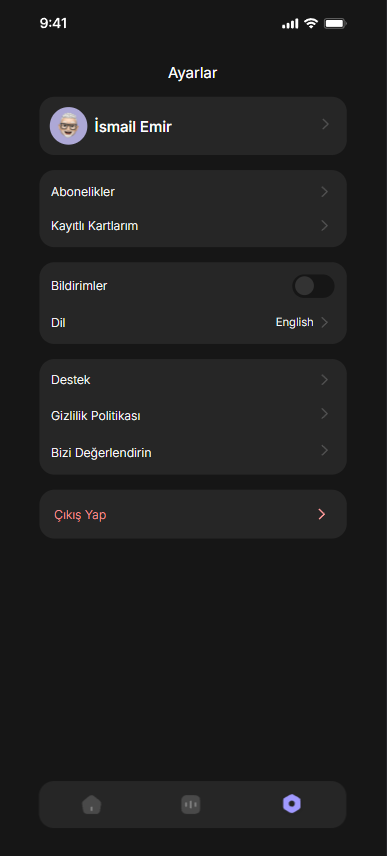 9:41
Ayarlar
İsmail Emir
Abonelikler
Kayıtlı Kartlarım
Bildirimler
Dil English
Destek
Gizlilik Politikası
Bizi Değerlendirin
Çıkış Yap